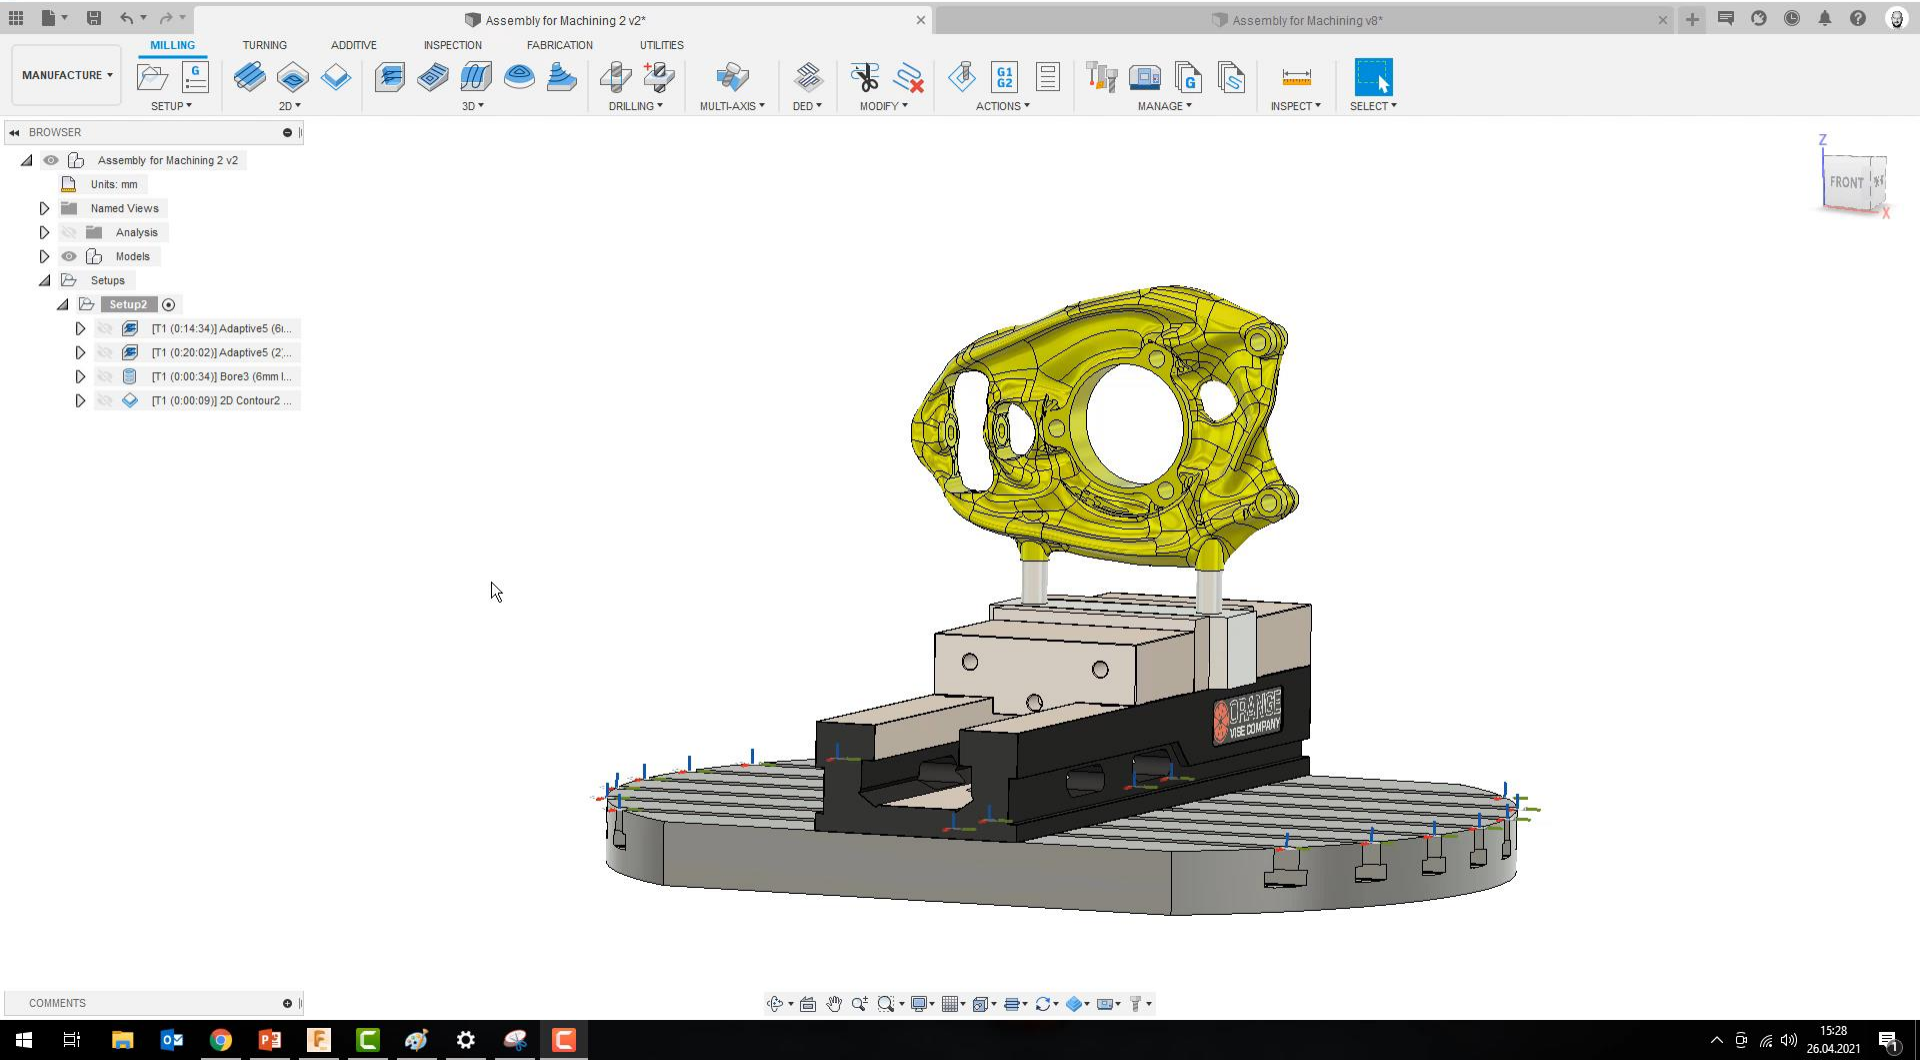 Assembly for Machining 2 v2*
Assembly for Machining v8*
MILLING
TURNING
ADDITIVE
INSPECTION
FABRICATION
UTILITIES
MANUFACTURE
SETUP
2D
3D
DRILLING
MULTI-AXIS
DED
MODIFY
G1
G2
ACTIONS
MANAGE
INSPECT
SELECT
G
G
BROWSER
Assembly for Machining 2 v2
Units: mm
Named Views
Analysis
Models
Setups
Setup2
[T1 (0:14:34)] Adaptive5 (6i...
[T1 (0:20:02)] Adaptive5 (2)...
[T1 (0:00:34)] Bore3 (6mm l...
[T1 (0:00:09)] 2D Contour2 ...
Z
FRONT
X
ORANGE
VISE COMPANY
COMMENTS
15:28
26.04.2021
1